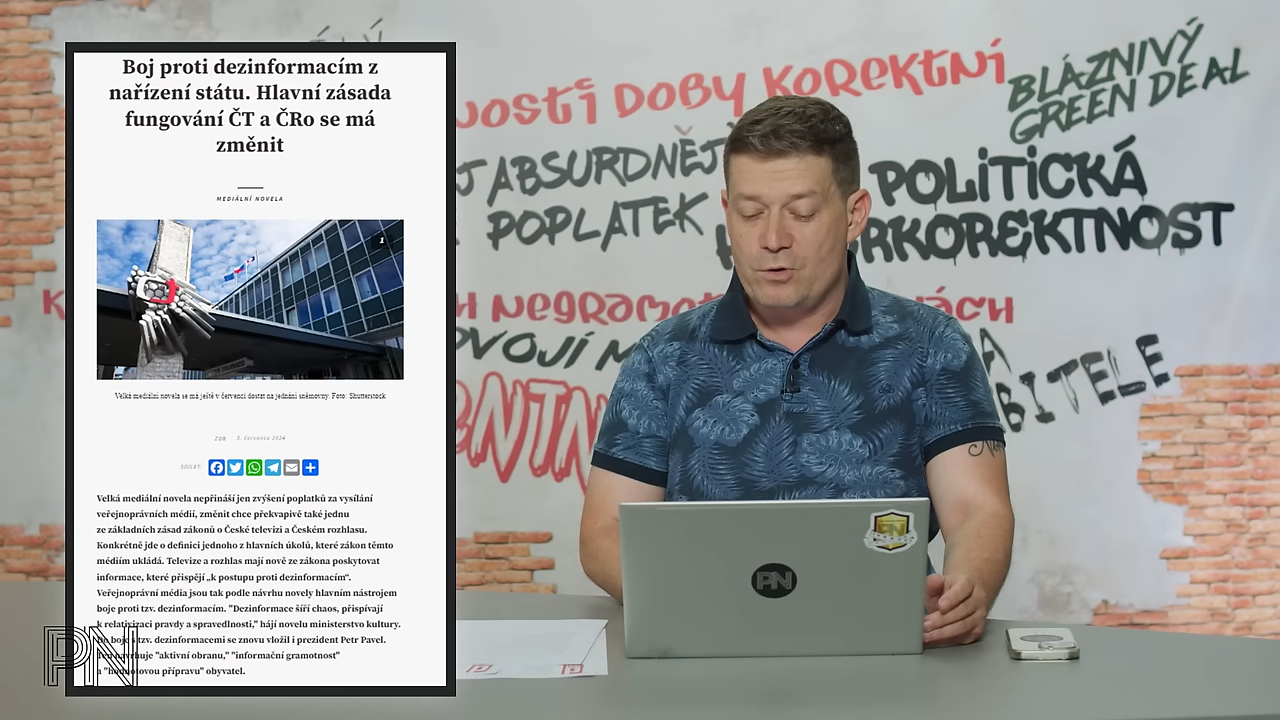 Boj proti dezinformacím z
nařízení státu. Hlavní zásada
fungování ČT a ČRo se má
změnit
MEDIÁLNÍ NOVELA
1
Velká mediální novela se má ještě v červenci dostat na jednání sněmovny. Foto: Shutterstock
ZDB 3. července 2024
SDÍLET:
Velká mediální novela nepřináší jen zvýšení poplatků za vysílání
veřejnoprávních médií, změnit chce překvapivě také jednu
ze základních zásad zákonů o České televizi a Českém rozhlasu.
Konkrétně jde o definici jednoho z hlavních úkolů, které zákon těmto
médiím ukládá. Televize a rozhlas mají nově ze zákona poskytovat
informace, které přispějí „k postupu proti dezinformacím“.
Veřejnoprávní média jsou tak podle návrhu novely hlavním nástrojem
boje proti tzv. dezinformacím. "Dezinformace šíří chaos, přispívají
k relativizaci pravdy a spravedlnosti," hájí novelu ministerstvo kultury.
boje s tzv. dezinformacemi se znovu vložil i prezident Petr Pavel.
"aktivní obranu," "informační gramotnost"
a "hodnotovou přípravu" obyvatel.
PN
NOSTÍ DOBY KOREKTNÍ
BLÁZNIVÝ
GREEN DEAL
ABSURDNĚJ
POPLATEK
POLITICKÁ
RKOREKTNOST
H NEGRAMOT
ÁCH
BITELE
PN